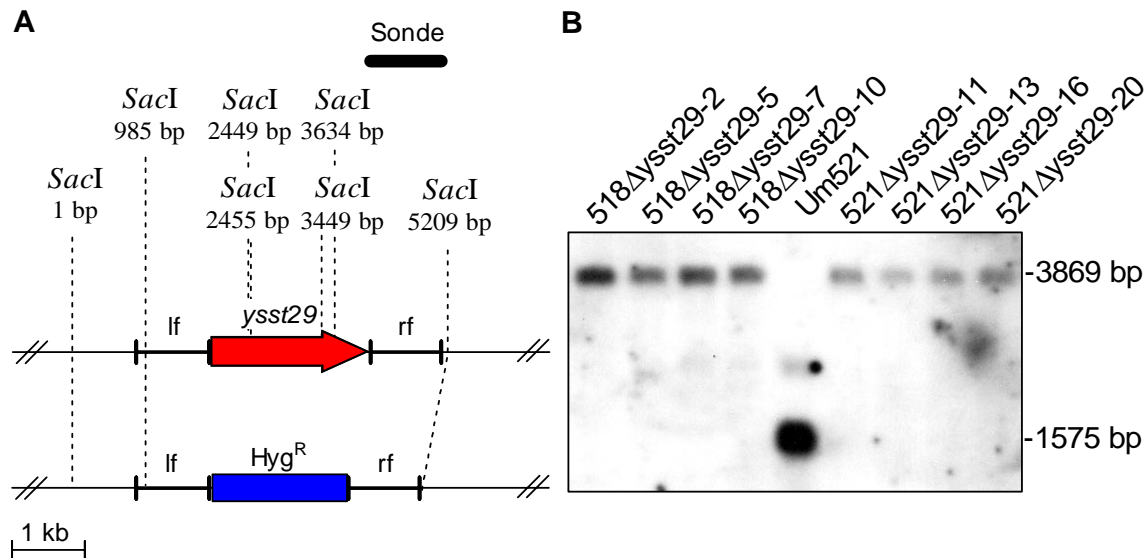 A
Sonde
SacI
985 bp
SacI
2449 bp
SacI
3634 bp
SacI
1 bp
SacI
2455 bp
SacI
3449 bp
SacI
5209 bp
lf
ysst29
rf
lf
HygR
rf
1 kb
B
518Δysst29-2
518Δysst29-5
518Δysst29-7
518Δysst29-10
Um521
521Δysst29-11
521Δysst29-13
521Δysst29-16
521Δysst29-20
-3869 bp
-1575 bp